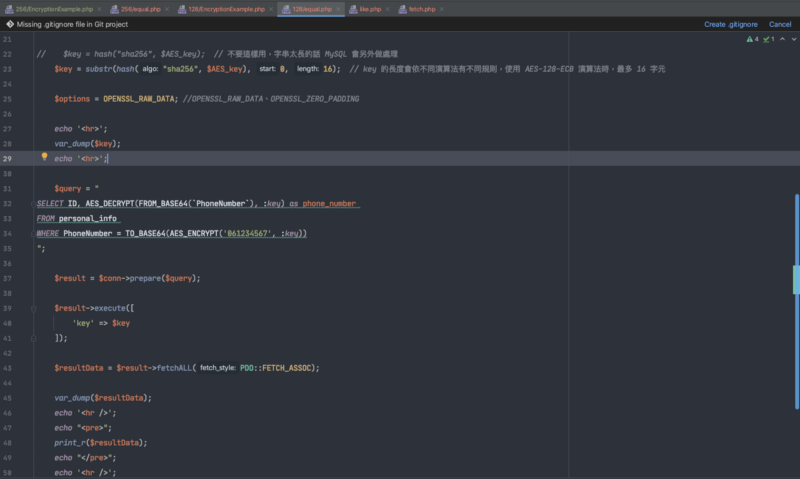 256/EncryptionExample.php × 256/equal.php × 128/EncryptionExample.php × 128/equal.php × like.php × fetch.php ×
Missing .gitignore file in Git project Create .gitignore Cancel
4 1
21
22 // $key = hash("sha256", $AES_key); // 不要這樣用，字串太長的話 MySQL 會另外做處理
23 $key = substr(hash( algo: "sha256", $AES_key), start: 0, length: 16); // key 的長度會依不同演算法有不同規則，使用 AES-128-ECB 演算法時，最多 16 字元
24
25 $options = OPENSSL_RAW_DATA; //OPENSSL_RAW_DATA、OPENSSL_ZERO_PADDING
26
27 echo '<hr>';
28 var_dump($key);
29 echo '<hr>';
30
31 $query = "
32 SELECT ID, AES_DECRYPT(FROM_BASE64(`PhoneNumber`), :key) as phone_number
33 FROM personal_info
34 WHERE PhoneNumber = TO_BASE64(AES_ENCRYPT('061234567', :key))
35 ";
36
37 $result = $conn->prepare($query);
38
39 $result->execute([
40 'key' => $key
41 ]);
42
43 $resultData = $result->fetchALL( fetch_style: PDO::FETCH_ASSOC);
44
45 var_dump($resultData);
46 echo '<hr />';
47 echo "<pre>";
48 print_r($resultData);
49 echo "</pre>";
50 echo '<hr />';